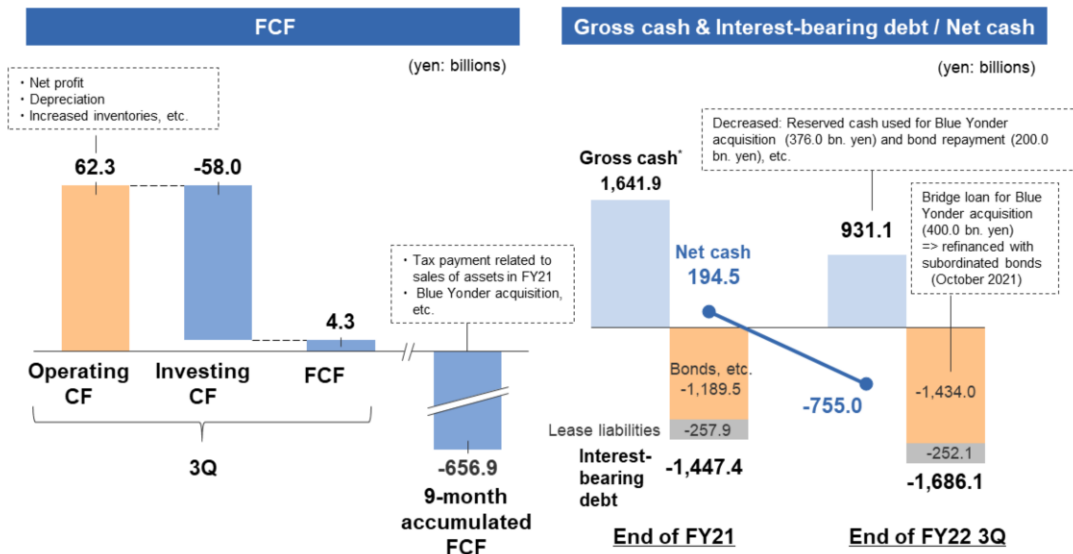 FCF
(yen: billions)
・Net profit
・Depreciation
・Increased inventories, etc.
62.3
-58.0
4.3
・Tax payment related to
sales of assets in FY21
・Blue Yonder acquisition,
etc.
Operating
CF
Investing
CF
FCF
3Q
-656.9
9-month
accumulated
FCF
Gross cash & Interest-bearing debt / Net cash
(yen: billions)
Decreased: Reserved cash used for Blue Yonder
acquisition (376.0 bn. yen) and bond repayment (200.0
bn. yen), etc.
Gross cash*
1,641.9
Net cash
194.5
931.1
Bridge loan for Blue
Yonder acquisition
(400.0 bn. yen)
=> refinanced with
subordinated bonds
(October 2021)
Bonds, etc.
-1,189.5
-755.0
-1,434.0
Lease liabilities
-257.9
-252.1
Interest-
bearing
debt
-1,447.4
-1,686.1
End of FY21
End of FY22 3Q